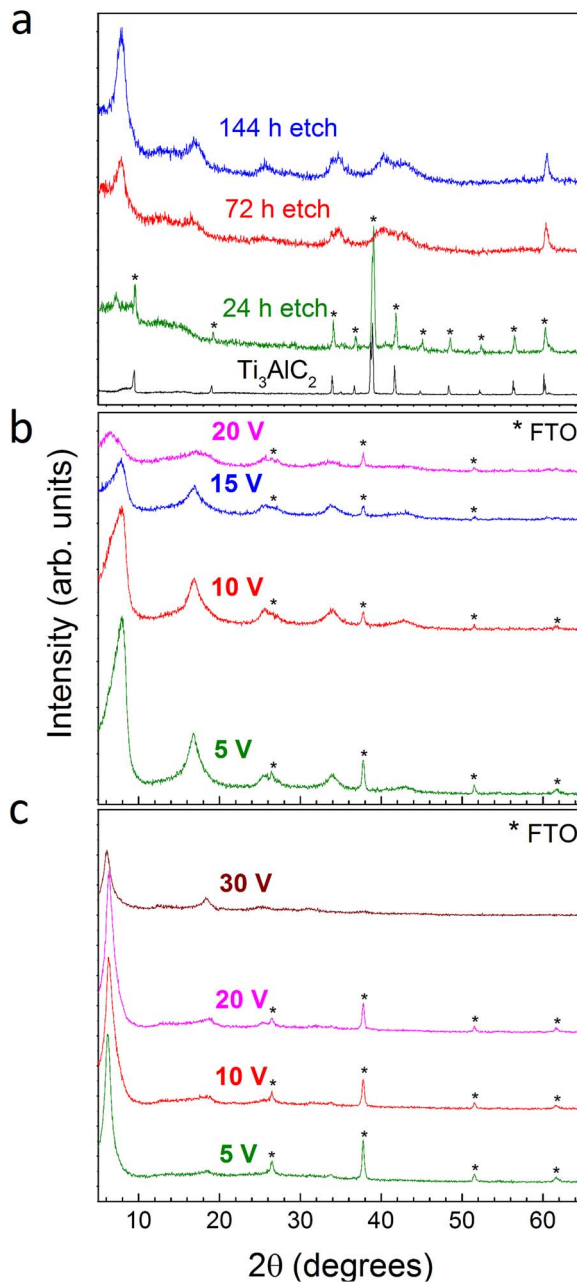 a
144 h etch
72 h etch
*
24 h etch
* * * * * * * * * *
Ti₃AlC₂
b
* FTO
20 V
* * *
15 V
* * *
10 V
* * * *
5 V
* * * *
Intensity (arb. units)
c
* FTO
30 V
20 V
* * * *
10 V
* * * *
5 V
* * * *
10 20 30 40 50 60
2θ (degrees)